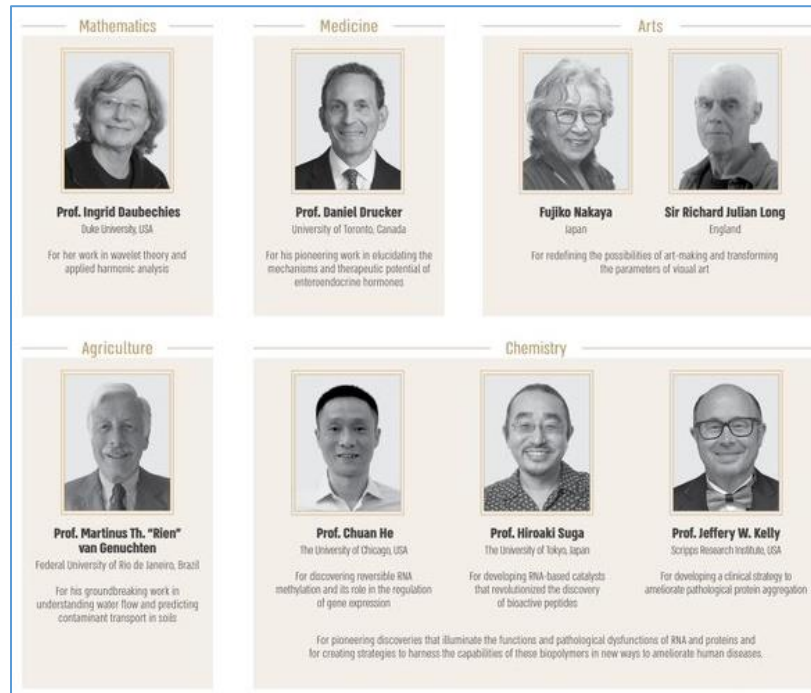 Mathematics
Prof. Ingrid Daubechies
Duke University, USA
For her work in wavelet theory and
applied harmonic analysis
Medicine
Prof. Daniel Drucker
University of Toronto, Canada
For his pioneering work in elucidating the
mechanisms and therapeutic potential of
enteroendocrine hormones
Arts
Fujiko Nakaya
Japan
Sir Richard Julian Long
England
For redefining the possibilities of art-making and transforming
the parameters of visual art
Agriculture
Prof. Martinus Th. "Rien"
van Genuchten
Federal University of Rio de Janeiro, Brazil
For his groundbreaking work in
understanding water flow and predicting
contaminant transport in soils
Chemistry
Prof. Chuan He
The University of Chicago, USA
For discovering reversible RNA
methylation and its role in the regulation
of gene expression
Prof. Hiroaki Suga
The University of Tokyo, Japan
For developing RNA-based catalysts
that revolutionized the discovery
of bioactive peptides
Prof. Jeffery W. Kelly
Scripps Research Institute, USA
For developing a clinical strategy to
ameliorate pathological protein aggregation
For pioneering discoveries that illuminate the functions and pathological dysfunctions of RNA and proteins and
for creating strategies to harness the capabilities of these biopolymers in new ways to ameliorate human diseases.